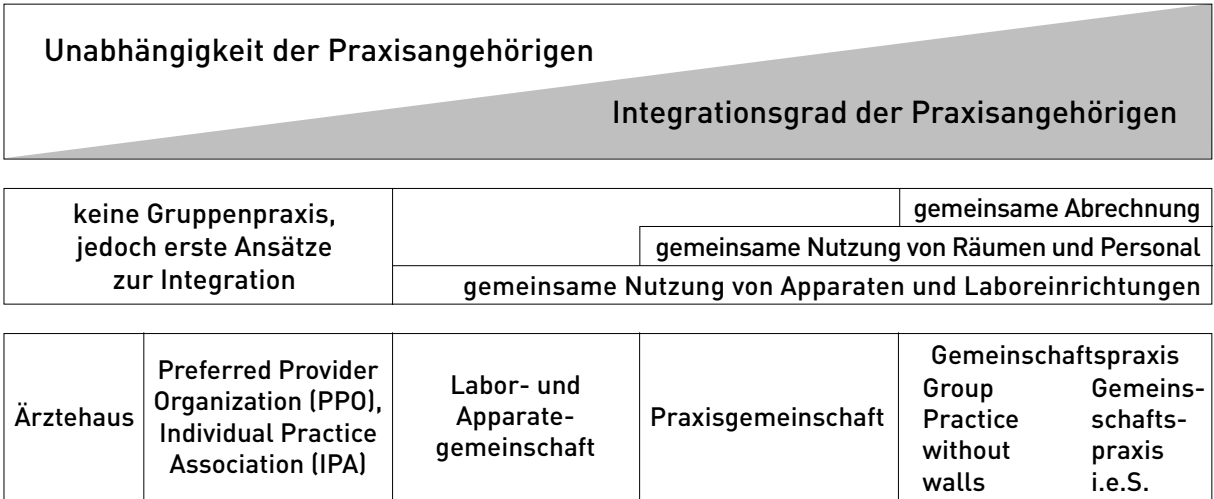 Unabhängigkeit der Praxisangehörigen
Integrationsgrad der Praxisangehörigen
keine Gruppenpraxis,
jedoch erste Ansätze
zur Integration
gemeinsame Abrechnung
gemeinsame Nutzung von Räumen und Personal
gemeinsame Nutzung von Apparaten und Laboreinrichtungen
Ärztehaus
Preferred Provider
Organization (PPO),
Individual Practice
Association (IPA)
Labor- und
Apparate-
gemeinschaft
Praxisgemeinschaft
Gemeinschaftspraxis
Group
Practice
without
walls
Gemeins-
schafts-
praxis
i.e.S.